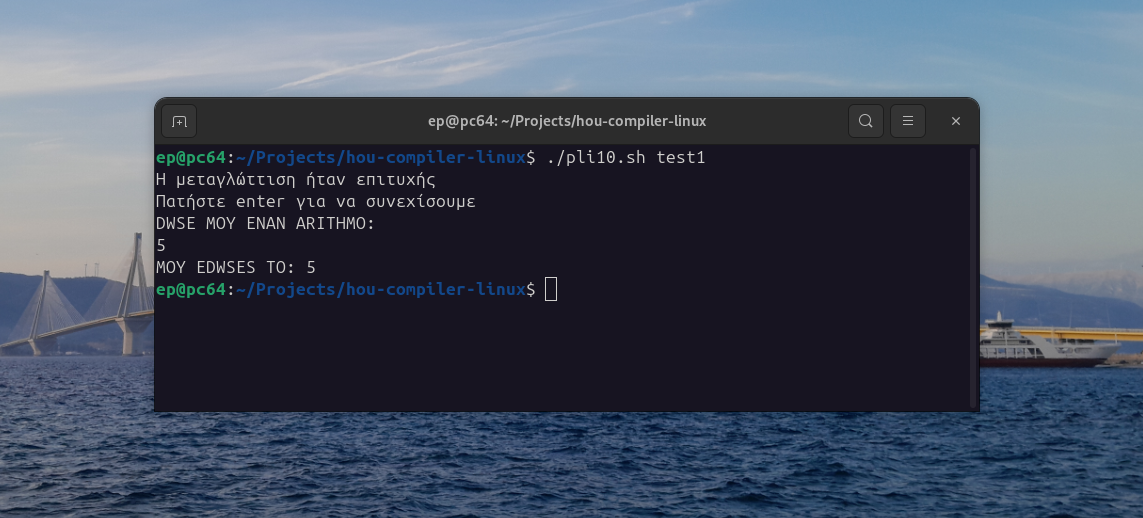 ep@pc64: ~/Projects/hou-compiler-linux
ep@pc64:~/Projects/hou-compiler-linux$ ./pli10.sh test1
Η μεταγλώττιση ήταν επιτυχής
Πατήστε enter για να συνεχίσουμε
DWSE MOY ENAN ARITHMO:
5
MOY EDWSES TO: 5
ep@pc64:~/Projects/hou-compiler-linux$